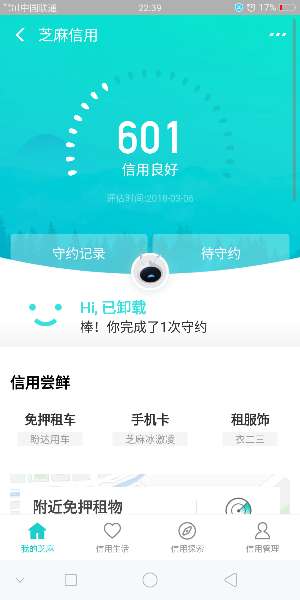 中国联通 22:39 17%
芝麻信用
601
信用良好
评估时间:2018-03-06
守约记录 待守约
Hi, 已卸载
棒！你完成了1次守约
信用尝鲜
免押租车 手机卡 租服饰
盼达用车 芝麻冰激凌 衣二三
附近免押租物
我的芝麻 信用生活 信用探索 信用管理